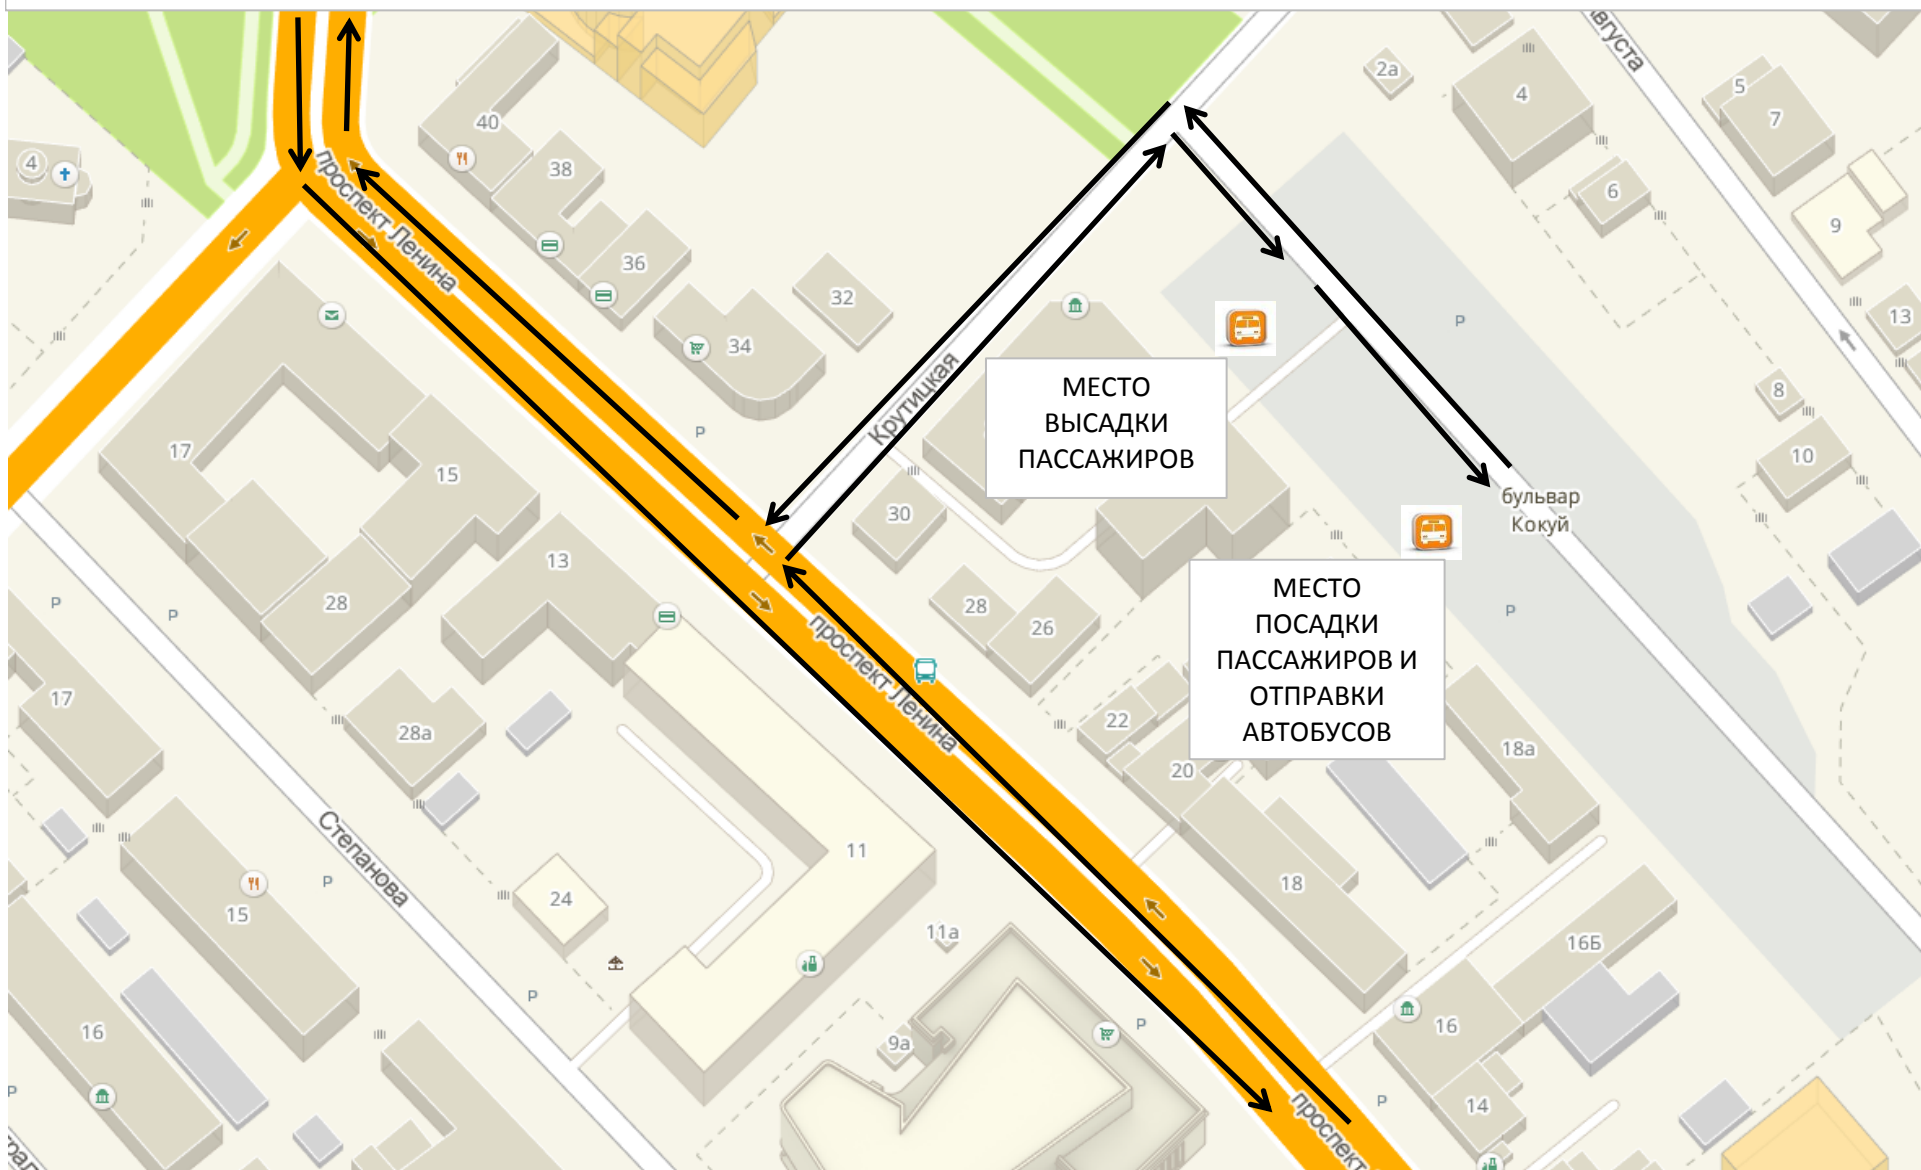 Августа
2а
4
5
7
40
38
4
6
9
проспект Ленина
36
32
34
13
Р
Крутицкая
МЕСТО
ВЫСАДКИ
ПАССАЖИРОВ
8
17
15
Р
10
30
бульвар
Кокуй
13
28
Р
Р
28
26
Р
МЕСТО
ПОСАДКИ
ПАССАЖИРОВ И
ОТПРАВКИ
АВТОБУСОВ
проспект Ленина
17
28а
22
20
18а
Степанова
11
Р
15
24
18
11а
16Б
Р
16
9а
Р
16
Р
Р
14
проспект